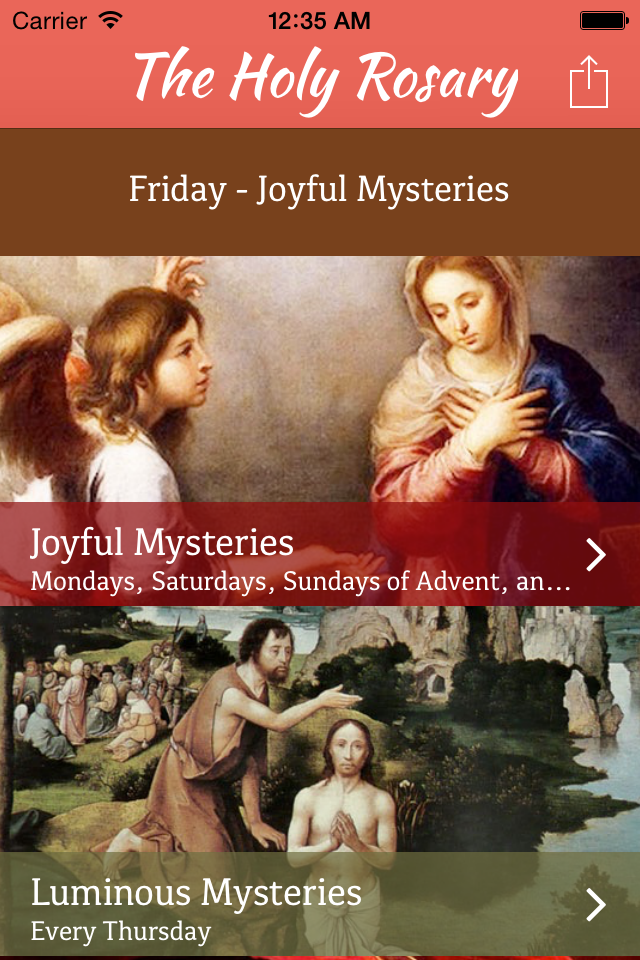 Carrier 12:35 AM
The Holy Rosary
Friday - Joyful Mysteries
Joyful Mysteries
Mondays, Saturdays, Sundays of Advent, an...
Luminous Mysteries
Every Thursday